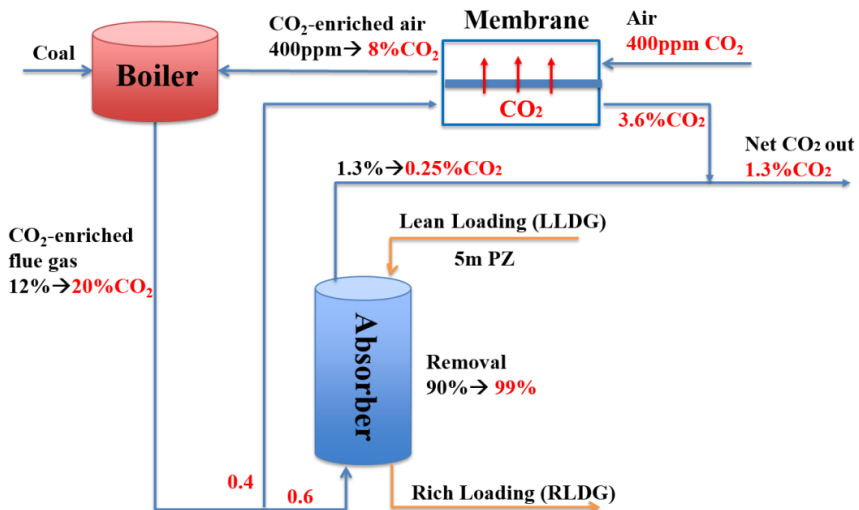 Coal
Boiler
CO₂-enriched air
400ppm→ 8%CO₂
Membrane
CO₂
Air
400ppm CO₂
3.6%CO₂
Net CO₂ out
1.3%CO₂
1.3%→0.25%CO₂
Lean Loading (LLDG)
5m PZ
CO₂-enriched
flue gas
12%→20%CO₂
Absorber
Removal
90%→ 99%
0.4
0.6
Rich Loading (RLDG)